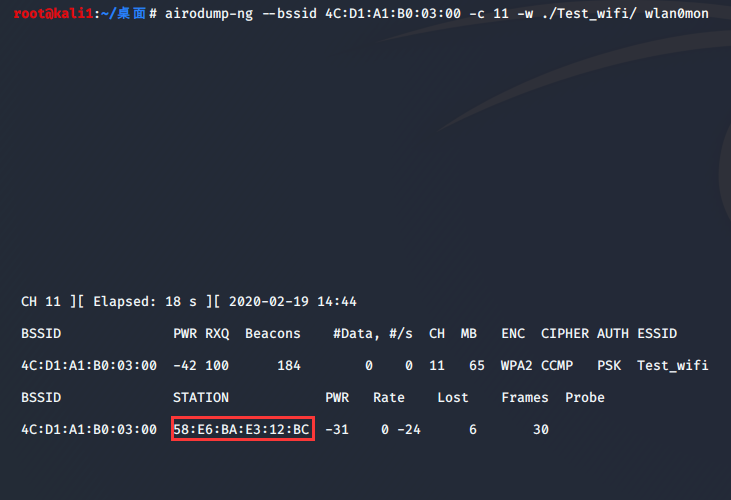 root@kali1:~/桌面# airodump-ng --bssid 4C:D1:A1:B0:03:00 -c 11 -w ./Test_wifi/ wlan0mon
CH 11 ][ Elapsed: 18 s ][ 2020-02-19 14:44
BSSID PWR RXQ Beacons #Data, #/s CH MB ENC CIPHER AUTH ESSID
4C:D1:A1:B0:03:00 -42 100 184 0 0 11 65 WPA2 CCMP PSK Test_wifi
BSSID STATION PWR Rate Lost Frames Probe
4C:D1:A1:B0:03:00 58:E6:BA:E3:12:BC -31 0 -24 6 30